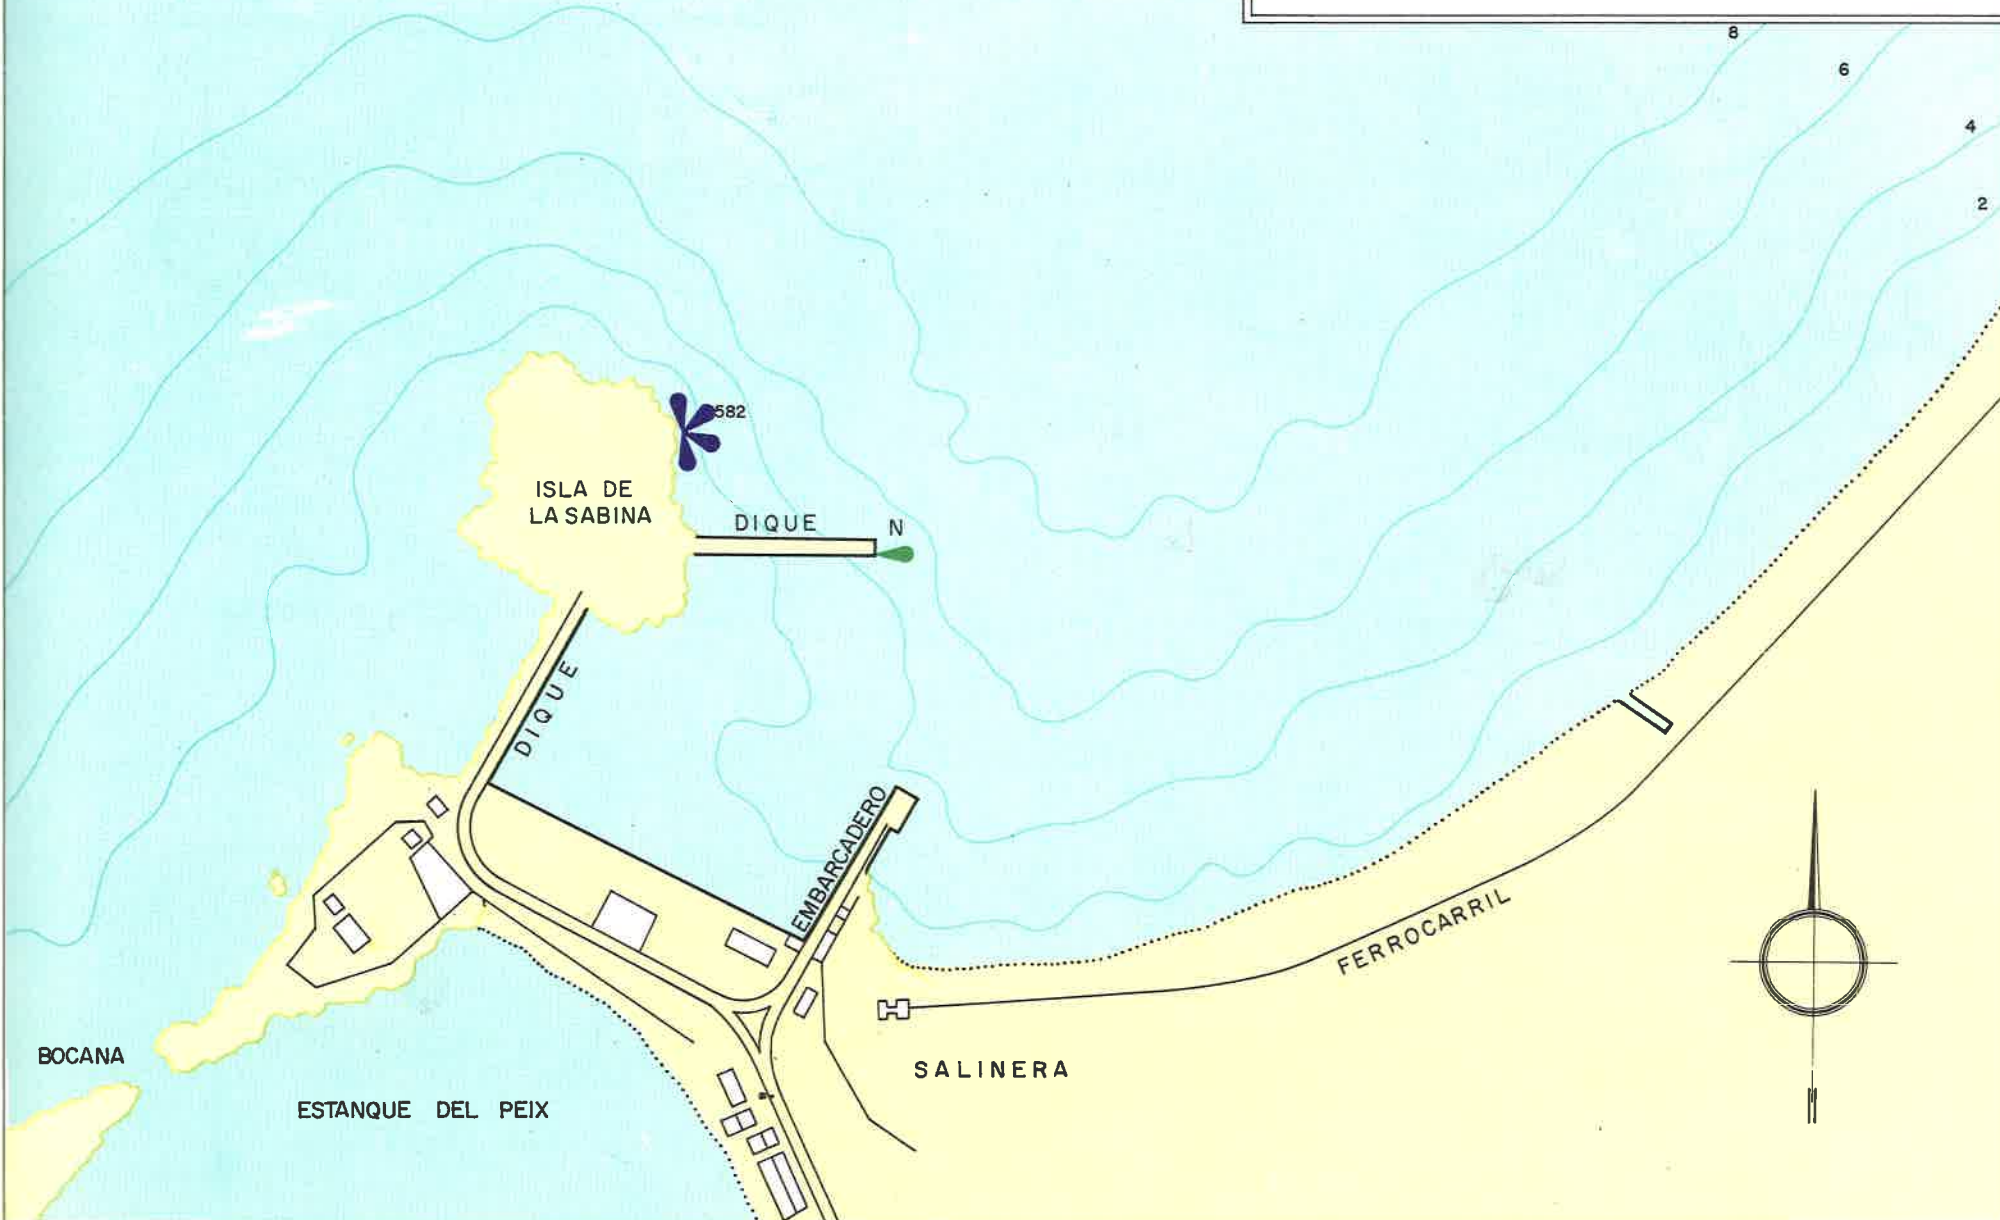 8
6
4
2
582
ISLA DE
LA SABINA
DIQUE
N
DIQUE
EMBARCADERO
FERROCARRIL
BOCANA
SALINERA
ESTANQUE DEL PEIX
N